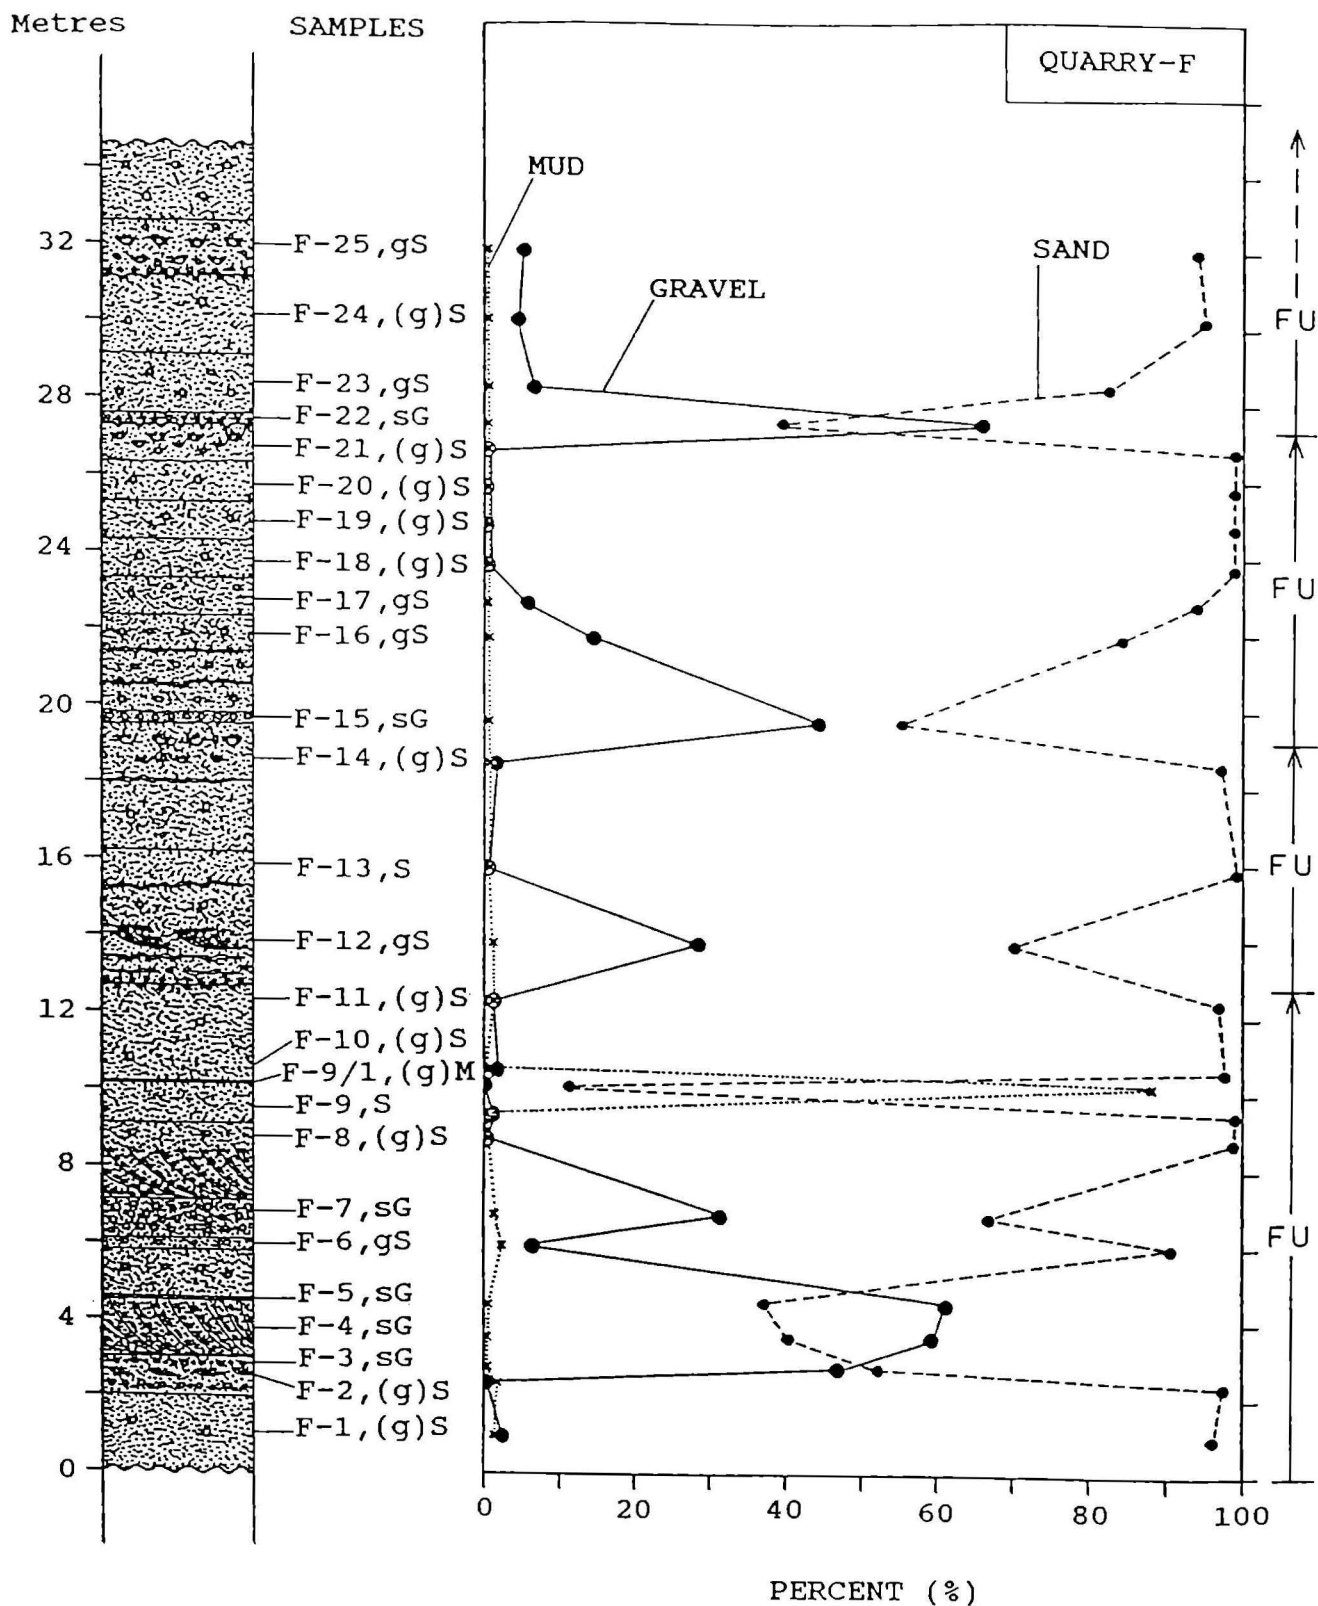 Metres SAMPLES
QUARRY-F
MUD
32 F-25,gS SAND
GRAVEL
F-24,(g)S FU
F-23,gS
28
F-22,sG
F-21,(g)S
F-20,(g)S
F-19,(g)S
24
F-18,(g)S
F-17,gS FU
F-16,gS
20
F-15,sG
F-14,(g)S
16 F-13,S FU
F-12,gS
12 F-11,(g)S
F-10,(g)S
F-9/1,(g)M
F-9,S
F-8,(g)S
8
F-7,sG
F-6,gS FU
F-5,sG
4
F-4,sG
F-3,sG
F-2,(g)S
F-1,(g)S
0
0 20 40 60 80 100
PERCENT (%)